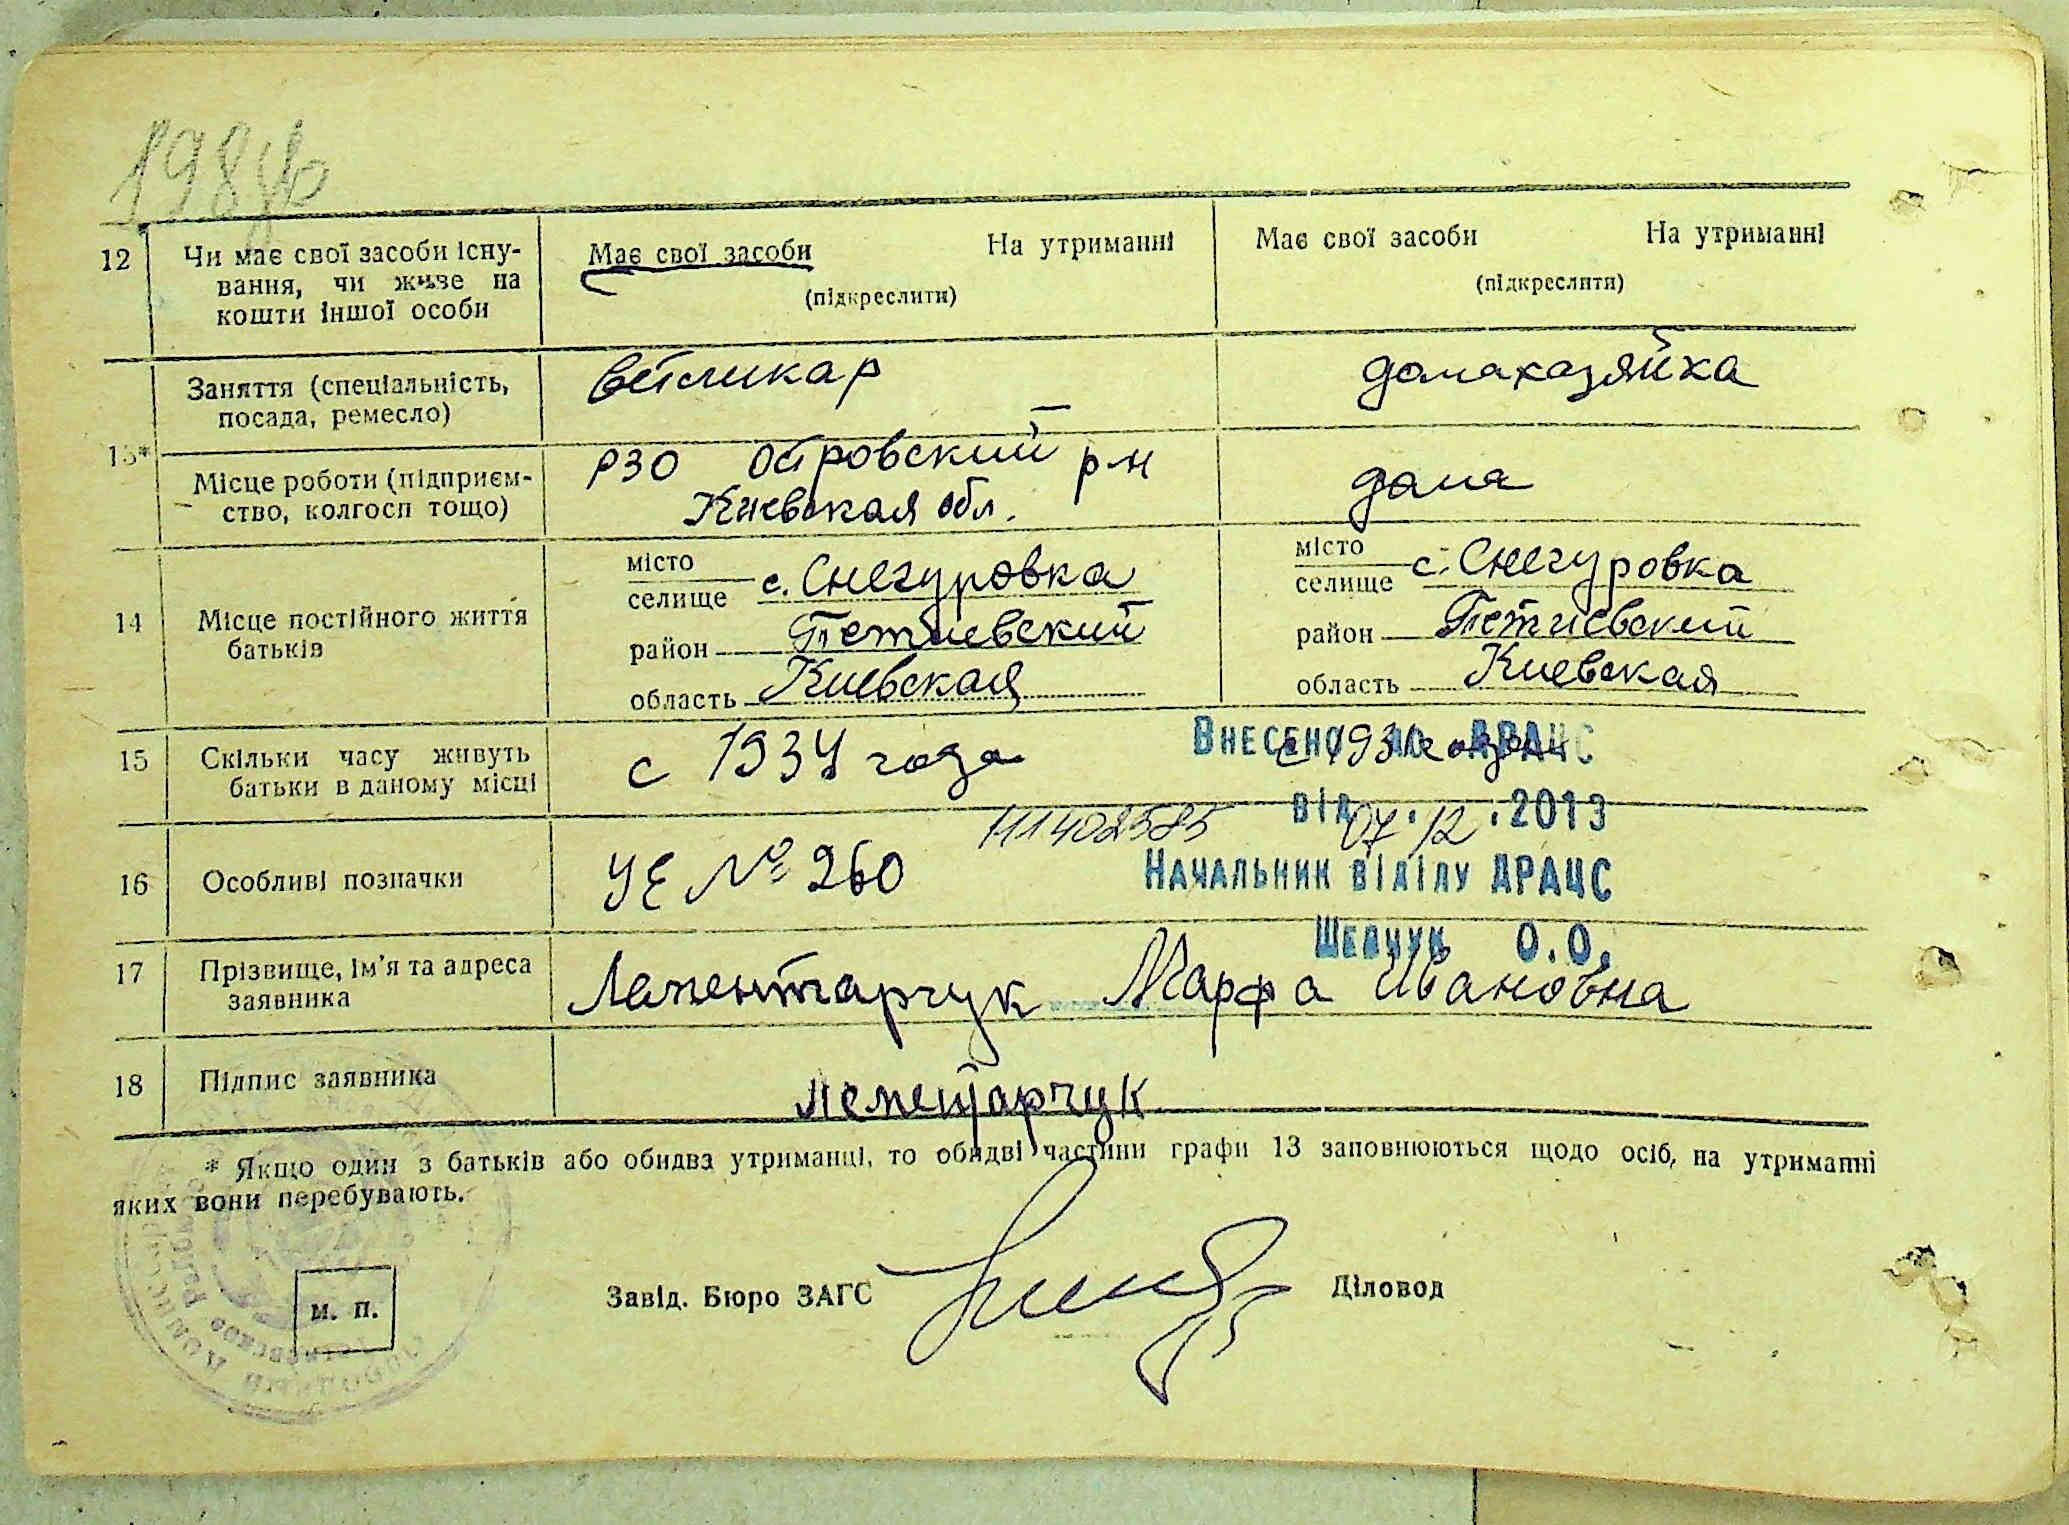 12 Чи має свої засоби існу-
вання, чи живе на
кошти іншої особи
Має свої засоби На утриманні
(підкреслити)
Має свої засоби На утриманні
(підкреслити)
13*
Заняття (спеціальність,
посада, ремесло)
ветликар
домахазяйка
Місце роботи (підприєм-
ство, колгосп тощо)
РЗО Островский р-н
Киевская обл.
дома
14 Місце постійного життя
батьків
місто
селище с. Снегуровка
район Тетиевский
область Киевская
місто
селище с. Снегуровка
район Тетиевский
область Киевская
15 Скільки часу живуть
батьки в даному місці
с 1934 года
Внесено до ДРАЦС
від 07.12.2013
Начальник відділу ДРАЦС
Шевчук О.О.
16 Особливі позначки
УЕ № 260
111402585
17 Прізвище, ім'я та адреса
заявника
Лементарчук Марфа Ивановна
18 Підпис заявника
Лементарчук
* Якщо один з батьків або обидва утриманці, то обидві частини графи 13 заповнюються щодо осіб, на утриманні
яких вони перебувають.
м. п.
Завід. Бюро ЗАГС
Діловод